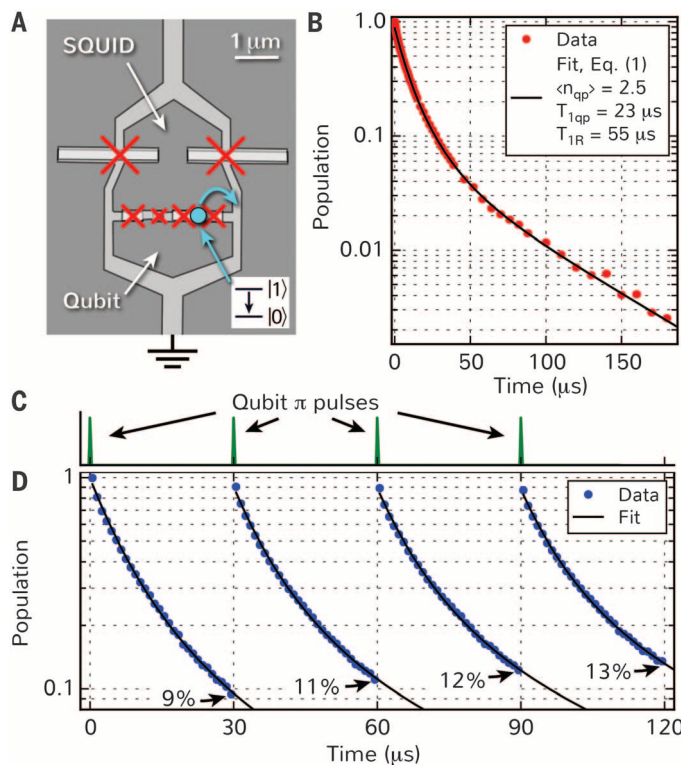 A
SQUID
1 μm
Qubit
|1⟩
|0⟩
B
1.0
0.1
0.01
Population
Data
Fit, Eq. (1)
⟨n_qp⟩ = 2.5
T_1qp = 23 μs
T_1R = 55 μs
0
50
100
150
Time (μs)
C
Qubit π pulses
D
1
0.1
Population
Data
Fit
9%
11%
12%
13%
0
30
60
90
120
Time (μs)